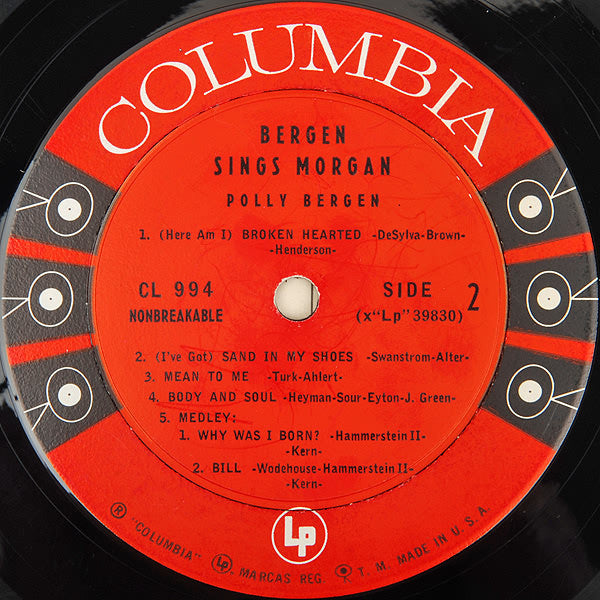 COLUMBIA
BERGEN
SINGS MORGAN
POLLY BERGEN
1. (Here Am I) BROKEN HEARTED -DeSylva-Brown-
-Henderson-
CL 994
NONBREAKABLE
SIDE 2
(x"Lp"39830)
2. (I've Got) SAND IN MY SHOES -Swanstrom-Alter-
3. MEAN TO ME -Turk-Ahlert-
4. BODY AND SOUL -Heyman-Sour-Eyton-J. Green-
5. MEDLEY:
1. WHY WAS I BORN? -Hammerstein II-
-Kern-
2. BILL -Wodehouse-Hammerstein II-
-Kern-
Lp
® "COLUMBIA" Lp MARCAS REG. T. M. MADE IN U. S. A.